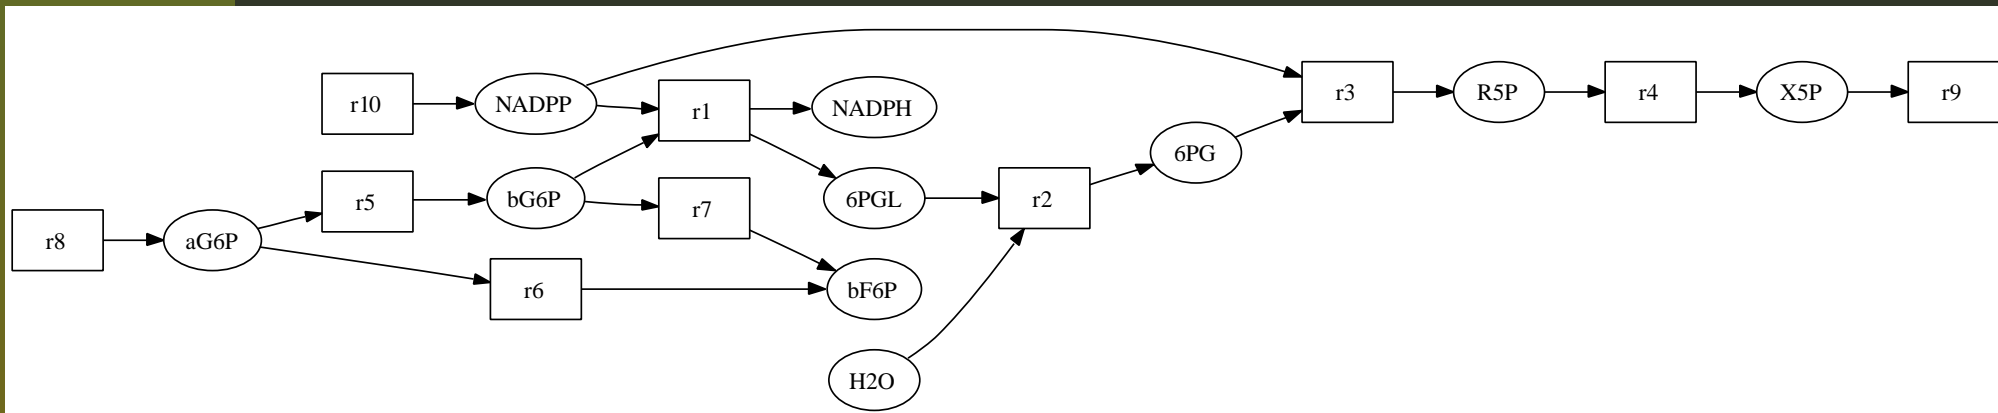 r10
NADPP
r1
NADPH
r3
R5P
r4
X5P
r9
6PG
r5
bG6P
r7
6PGL
r2
r8
aG6P
r6
bF6P
H2O